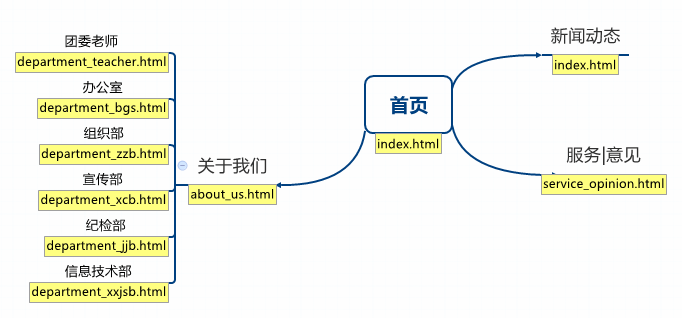 团委老师
department_teacher.html
办公室
department_bgs.html
组织部
department_zzb.html
宣传部
department_xcb.html
纪检部
department_jjb.html
信息技术部
department_xxjsb.html
关于我们
about_us.html
首页
index.html
新闻动态
index.html
服务|意见
service_opinion.html